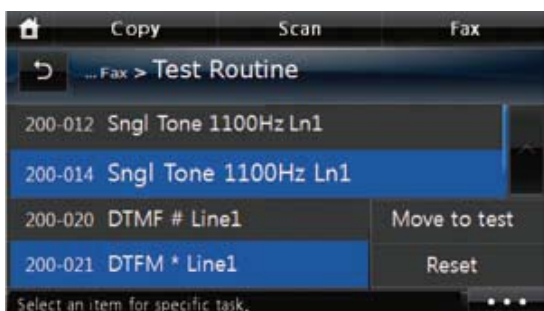 Copy Scan Fax
... Fax > Test Routine
200-012 Sngl Tone 1100Hz Ln1
200-014 Sngl Tone 1100Hz Ln1
200-020 DTMF # Line1 Move to test
200-021 DTFM * Line1 Reset
Select an item for specific task.